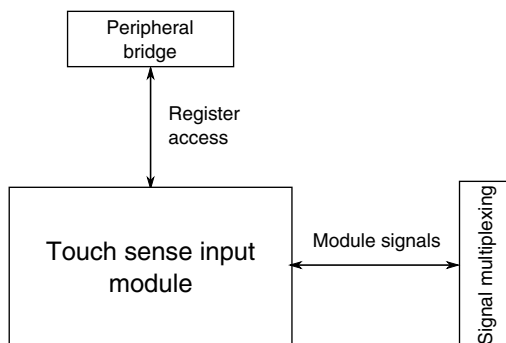 Peripheral
bridge
Register
access
Touch sense input
module
Module signals
Signal multiplexing